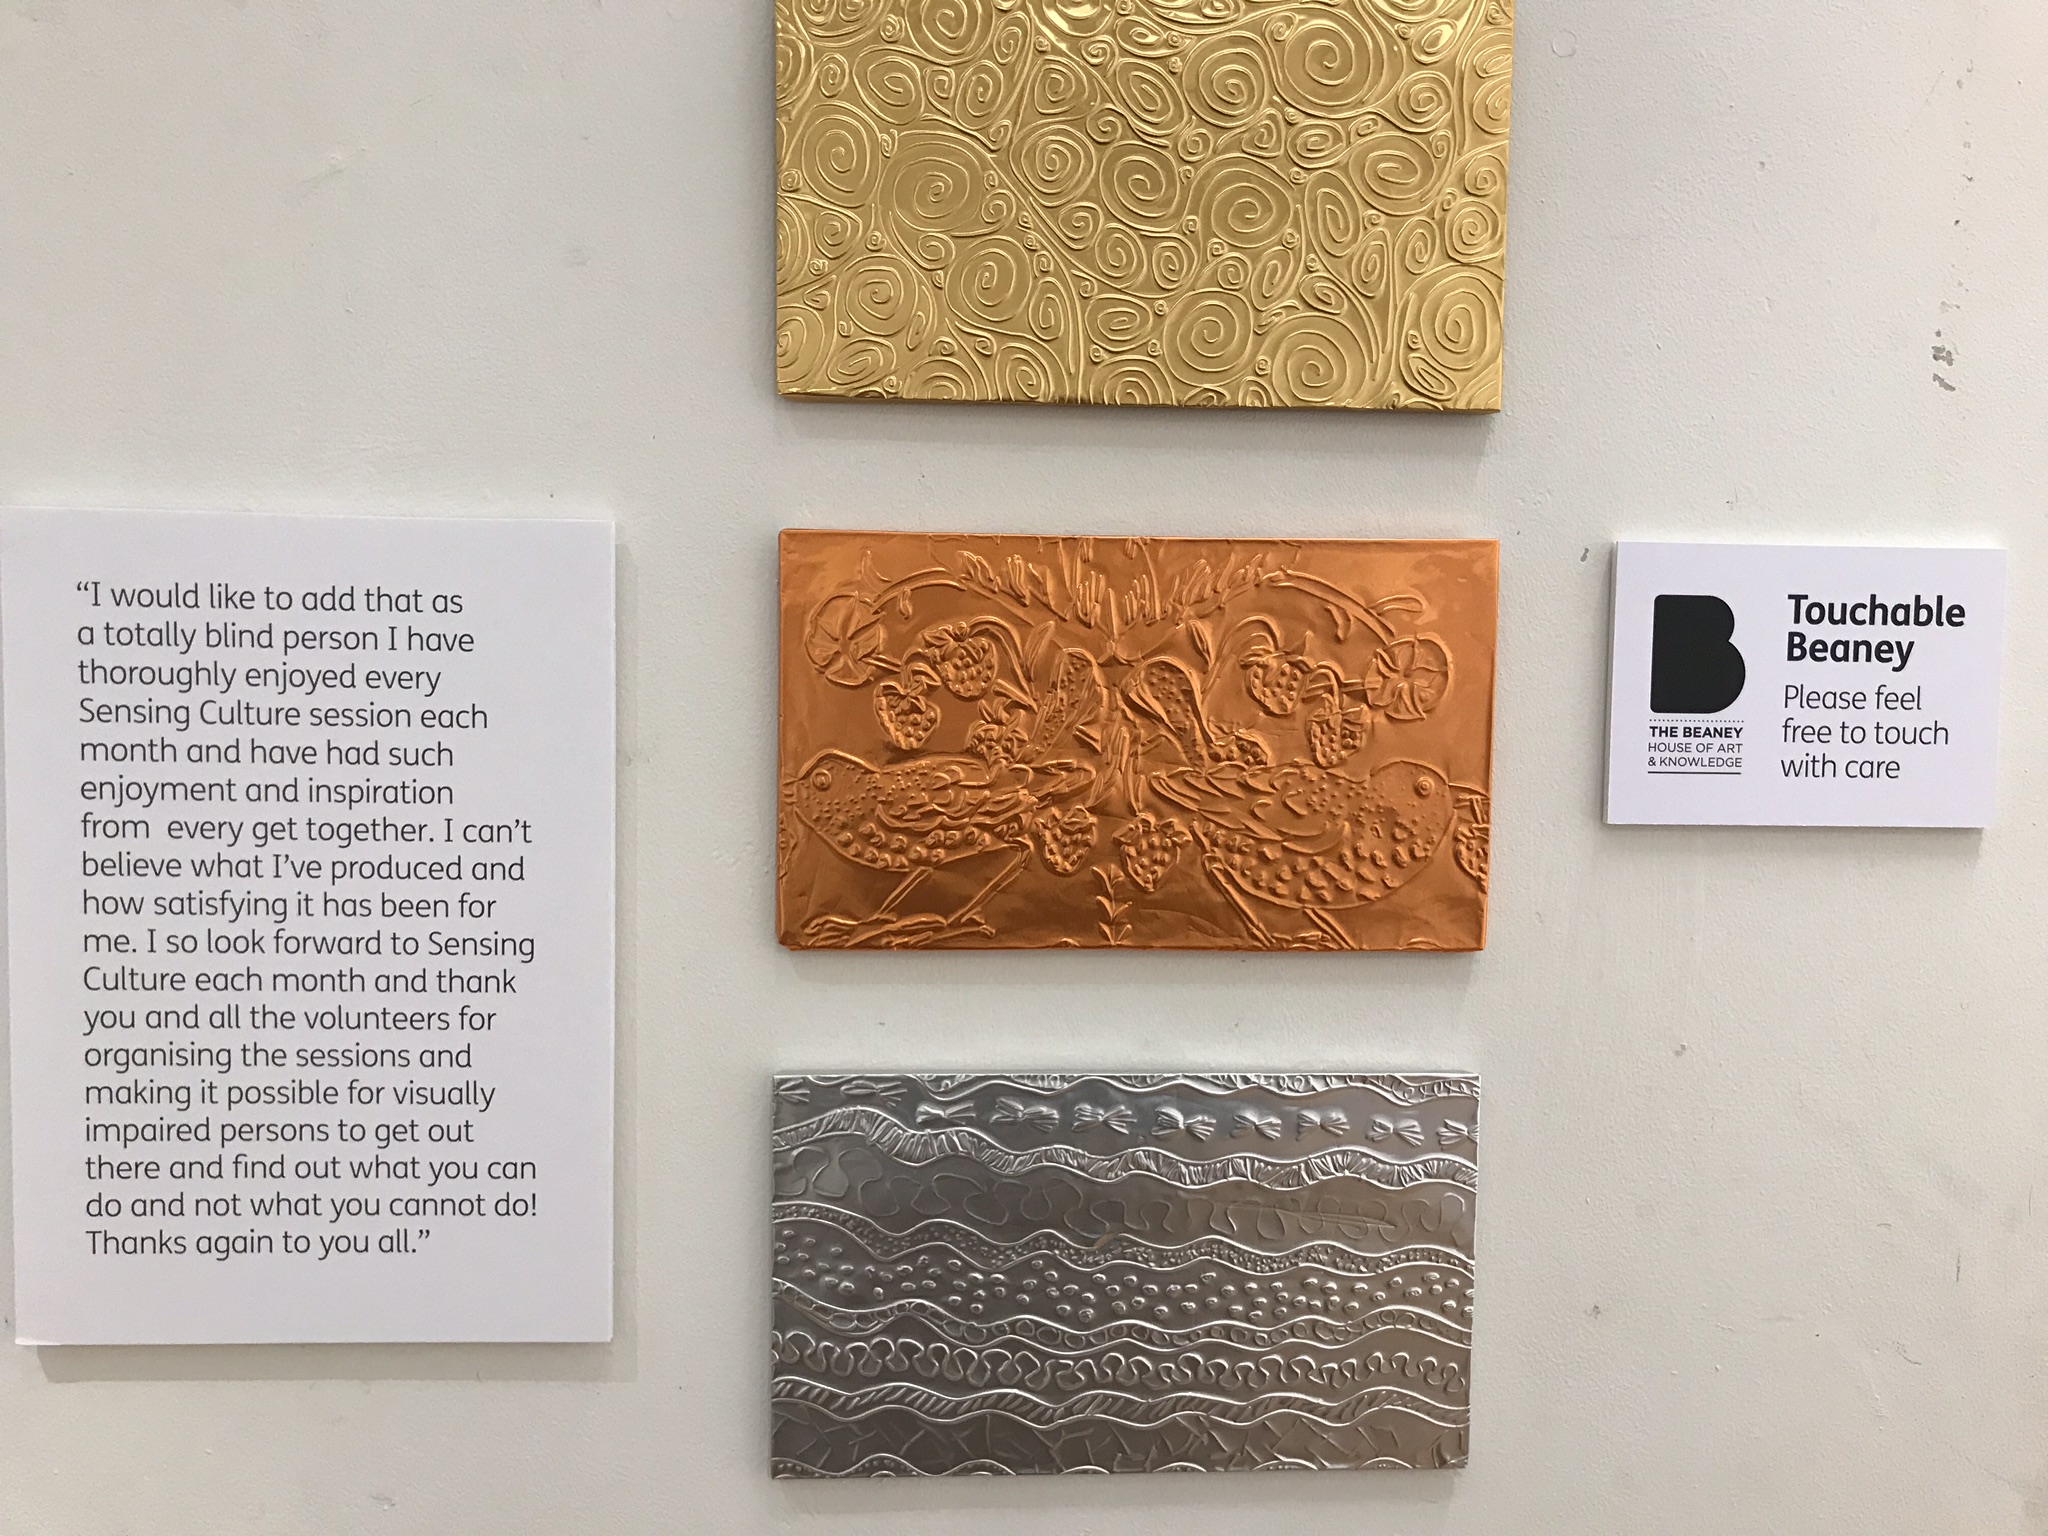 “I would like to add that as
a totally blind person I have
thoroughly enjoyed every
Sensing Culture session each
month and have had such
enjoyment and inspiration
from  every get together. I can’t
believe what I’ve produced and
how satisfying it has been for
me. I so look forward to Sensing
Culture each month and thank
you and all the volunteers for
organising the sessions and
making it possible for visually
impaired persons to get out
there and find out what you can
do and not what you cannot do!
Thanks again to you all.”
B
THE BEANEY
HOUSE OF ART
& KNOWLEDGE
Touchable
Beaney
Please feel
free to touch
with care